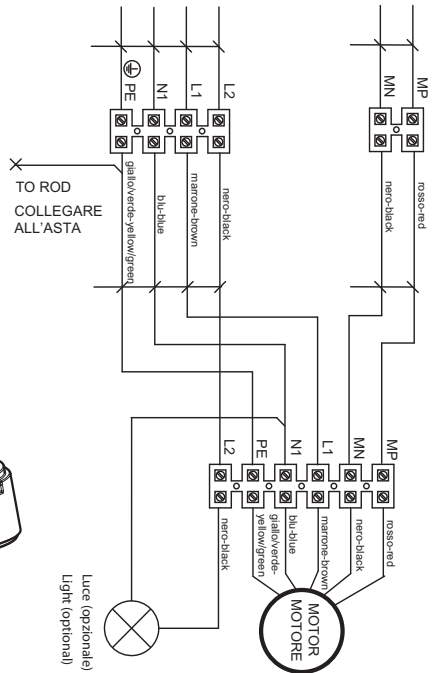 PE
N1
L1
L2
MN
MP
giallo/verde-yellow/green
blu-blue
marrone-brown
nero-black
nero-black
rosso-red
TO ROD
COLLEGARE
ALL'ASTA
L2
PE
N1
L1
MN
MP
nero-black
giallo/verde-
yellow/green
blu-blue
marrone-brown
nero-black
rosso-red
MOTOR
MOTORE
Luce (opzionale)
Light (optional)